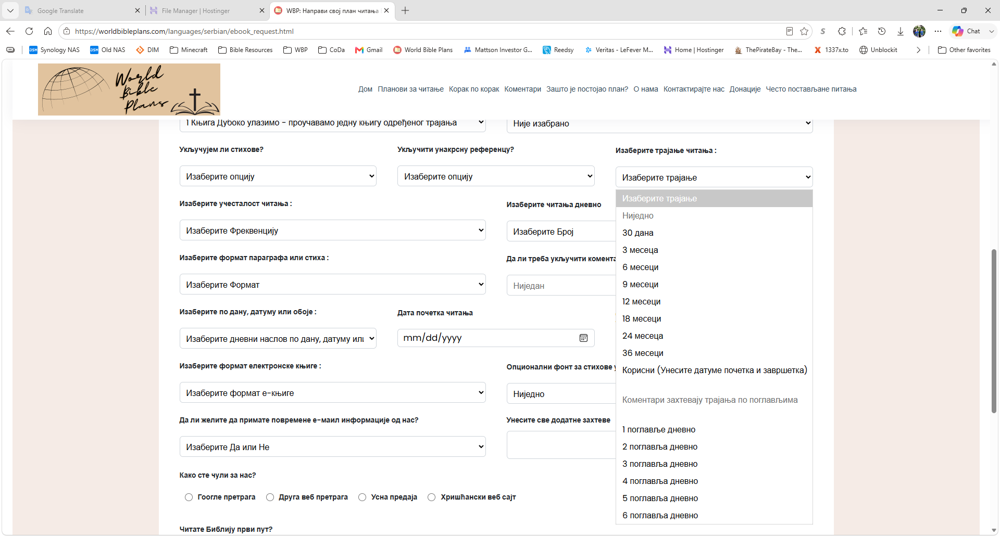 Google Translate
File Manager | Hostinger
WBP: Направи свој план читања
https://worldbibleplans.com/languages/serbian/ebook_request.html
Chat
Synology NAS
Old NAS
DIM
Minecraft
Bible Resources
WBP
CoDa
Gmail
World Bible Plans
Mattson Investor G...
Reedsy
Veritas - LeFever M...
Home | Hostinger
ThePirateBay - The...
1337x.to
Unblockit
Other favorites
World
Bible
Plans
Дом Планови за читање Корак по корак Коментари Зашто је постојао план? О нама Контактирајте нас Донације Често постављане питања
1 Књига Дубоко улазимо - проучавамо једну књигу одређеног трајања
Није изабрано
Укључујем ли стихове?
Укључити унакрсну референцу?
Изаберите трајање читања :
Изаберите опцију
Изаберите опцију
Изаберите трајање
Изаберите трајање
Ниједно
30 дана
3 месеца
6 месеци
9 месеци
12 месеци
18 месеци
24 месеца
36 месеци
Корисни (Унесите датуме почетка и завршетка)
Коментари захтевају трајања по поглављима
1 поглавље дневно
2 поглавља дневно
3 поглавља дневно
4 поглавља дневно
5 поглавља дневно
6 поглавља дневно
Изаберите учесталост читања :
Изаберите читања дневно
Изаберите Фреквенцију
Изаберите Број
Изаберите формат параграфа или стиха :
Да ли треба укључити комента
Изаберите Формат
Ниједан
Изаберите по дану, датуму или обоје :
Дата почетка читања
Изаберите дневни наслов по дану, датуму или
mm/dd/yyyy
Изаберите формат електронске књиге :
Опционални фонт за стихове у
Изаберите формат е-књиге
Ниједно
Да ли желите да примате повремене е-маил информације од нас?
Унесите све додатне захтеве
Изаберите Да или Не
Како сте чули за нас?
Гоогле претрага
Друга веб претрага
Усна предаја
Хришћански веб сајт
Читате Библију први пут?